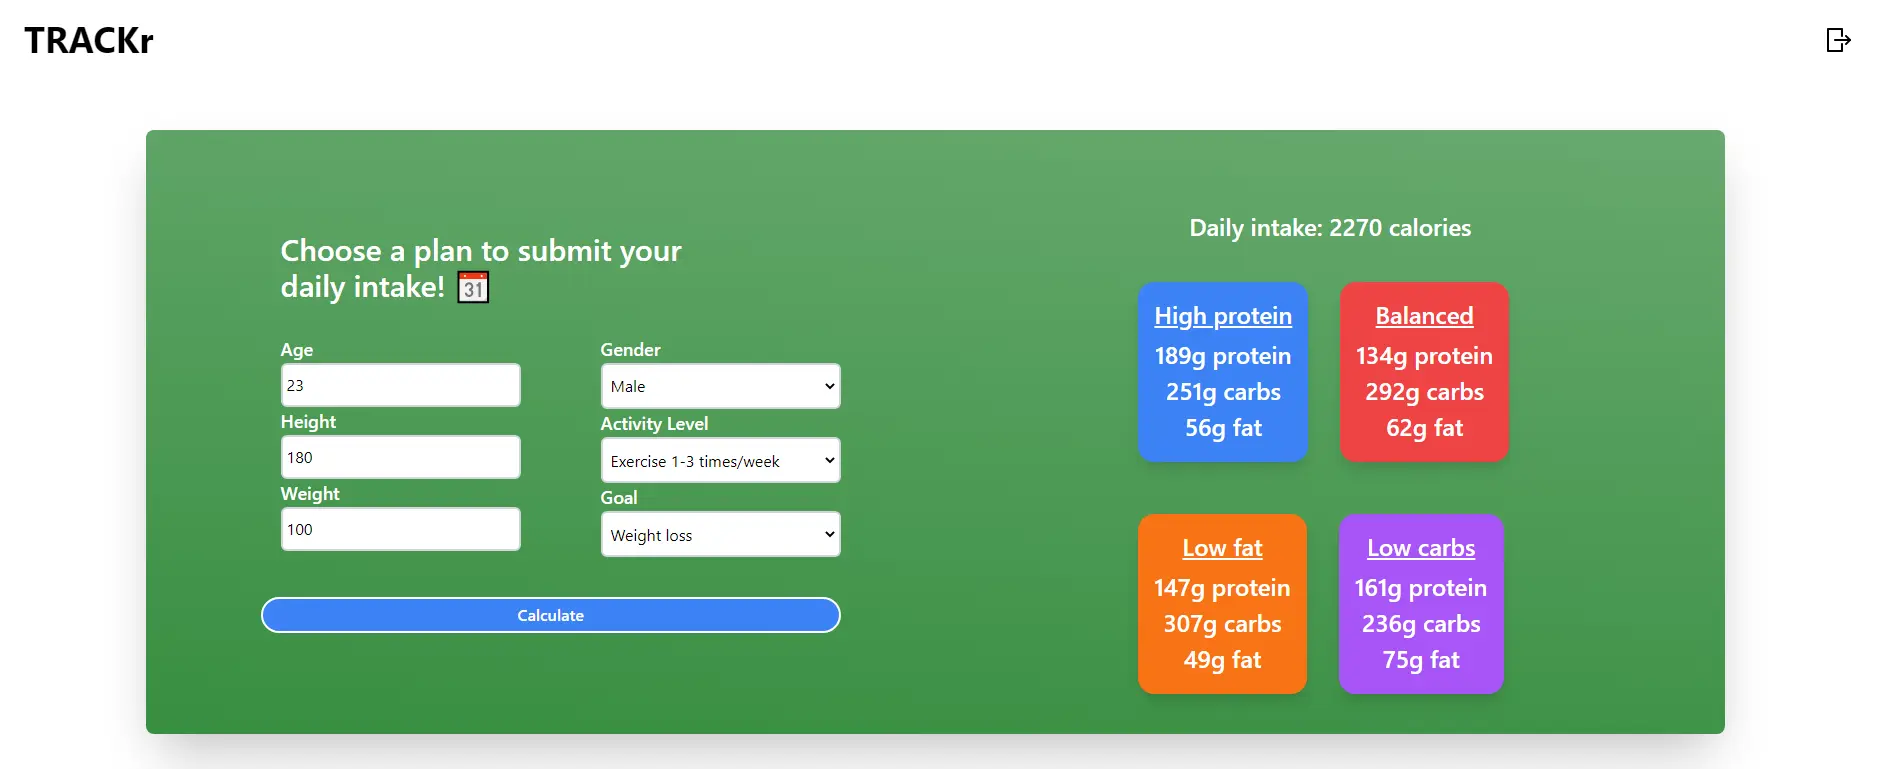 TRACKr
Choose a plan to submit your
daily intake! 31
Age
23
Height
180
Weight
100
Gender
Male
Activity Level
Exercise 1-3 times/week
Goal
Weight loss
Calculate
Daily intake: 2270 calories
High protein
189g protein
251g carbs
56g fat
Balanced
134g protein
292g carbs
62g fat
Low fat
147g protein
307g carbs
49g fat
Low carbs
161g protein
236g carbs
75g fat